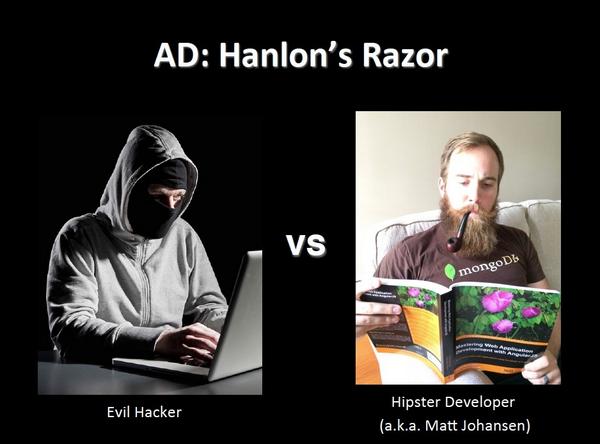 AD: Hanlon's Razor
vs
mongoDB
Mastering Web Application
Development with AngularJS
Evil Hacker
Hipster Developer
(a.k.a. Matt Johansen)